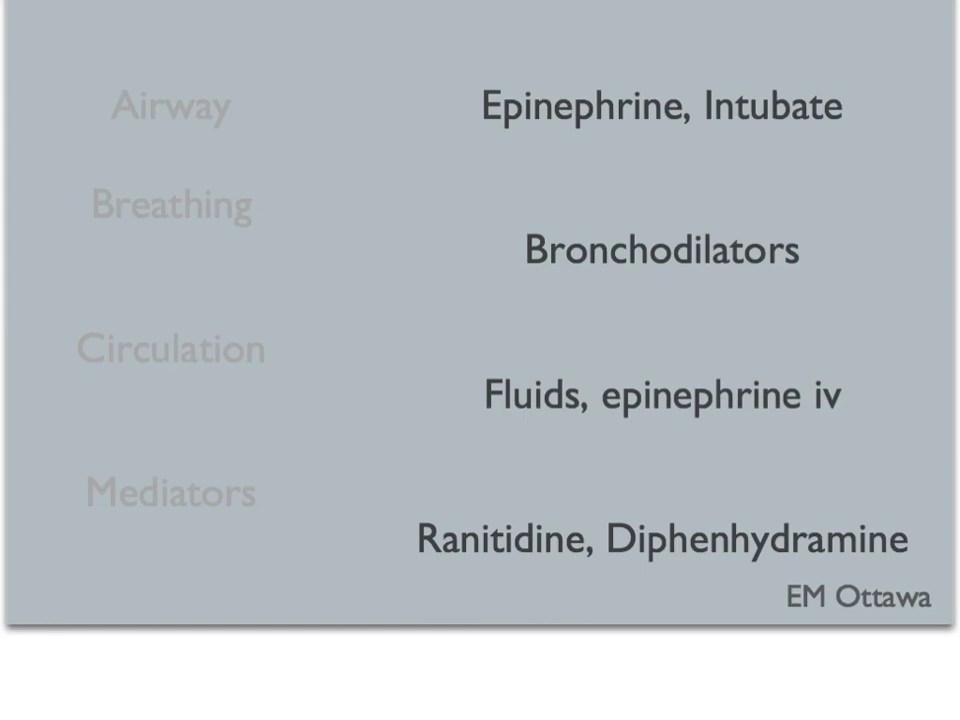 Airway
Epinephrine, Intubate
Breathing
Bronchodilators
Circulation
Fluids, epinephrine iv
Mediators
Ranitidine, Diphenhydramine
EM Ottawa